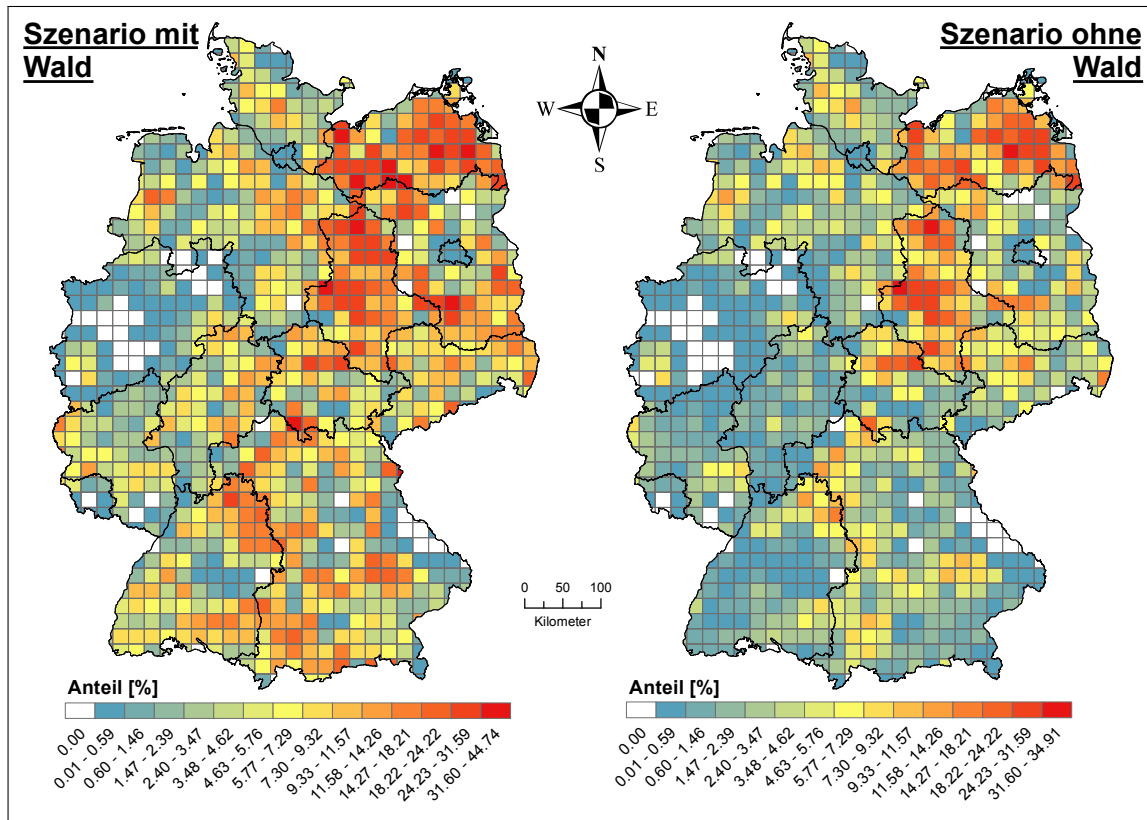 Szenario mit
Wald
Szenario ohne
Wald
N
W
E
S
0 50 100
Kilometer
Anteil [%]
0.00
0.01 - 0.59
0.60 - 1.46
1.47 - 2.39
2.40 - 3.47
3.48 - 4.62
4.63 - 5.76
5.77 - 7.29
7.30 - 9.32
9.33 - 11.57
11.58 - 14.26
14.27 - 18.21
18.22 - 24.22
24.23 - 31.59
31.60 - 44.74
Anteil [%]
0.00
0.01 - 0.59
0.60 - 1.46
1.47 - 2.39
2.40 - 3.47
3.48 - 4.62
4.63 - 5.76
5.77 - 7.29
7.30 - 9.32
9.33 - 11.57
11.58 - 14.26
14.27 - 18.21
18.22 - 24.22
24.23 - 31.59
31.60 - 34.91